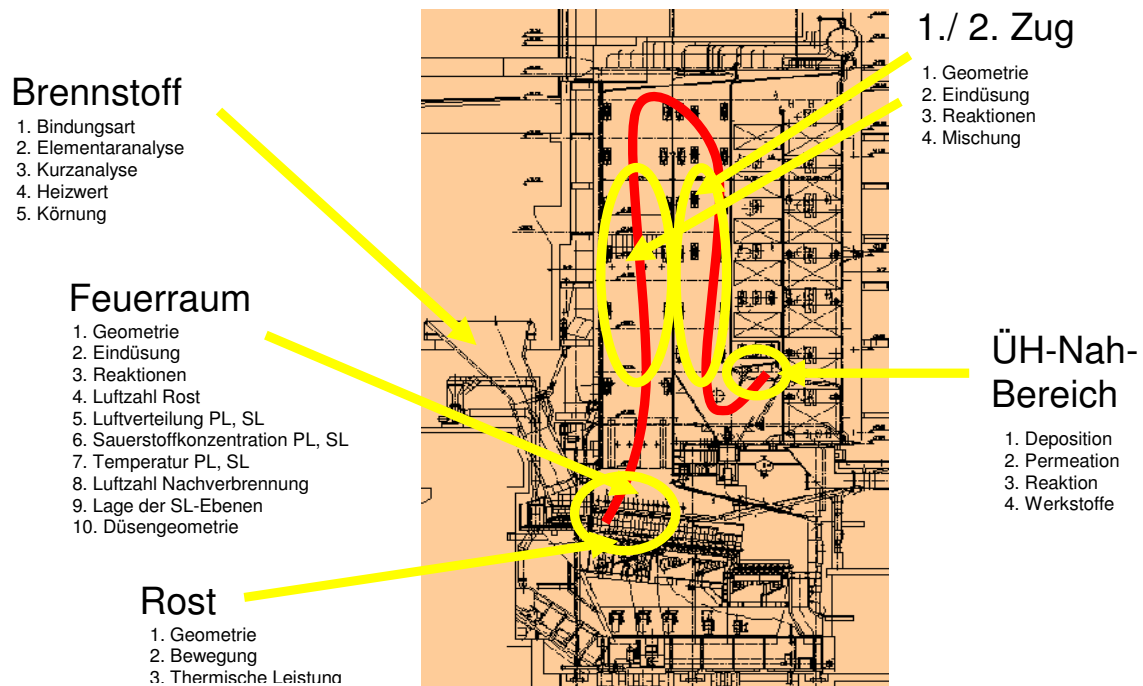 1./ 2. Zug
1. Geometrie
2. Eindüsung
3. Reaktionen
4. Mischung
Brennstoff
1. Bindungsart
2. Elementaranalyse
3. Kurzanalyse
4. Heizwert
5. Körnung
Feuerraum
1. Geometrie
2. Eindüsung
3. Reaktionen
4. Luftzahl Rost
5. Luftverteilung PL, SL
6. Sauerstoffkonzentration PL, SL
7. Temperatur PL, SL
8. Luftzahl Nachverbrennung
9. Lage der SL-Ebenen
10. Düsengeometrie
ÜH-Nah-
Bereich
1. Deposition
2. Permeation
3. Reaktion
4. Werkstoffe
Rost
1. Geometrie
2. Bewegung
3. Thermische Leistung